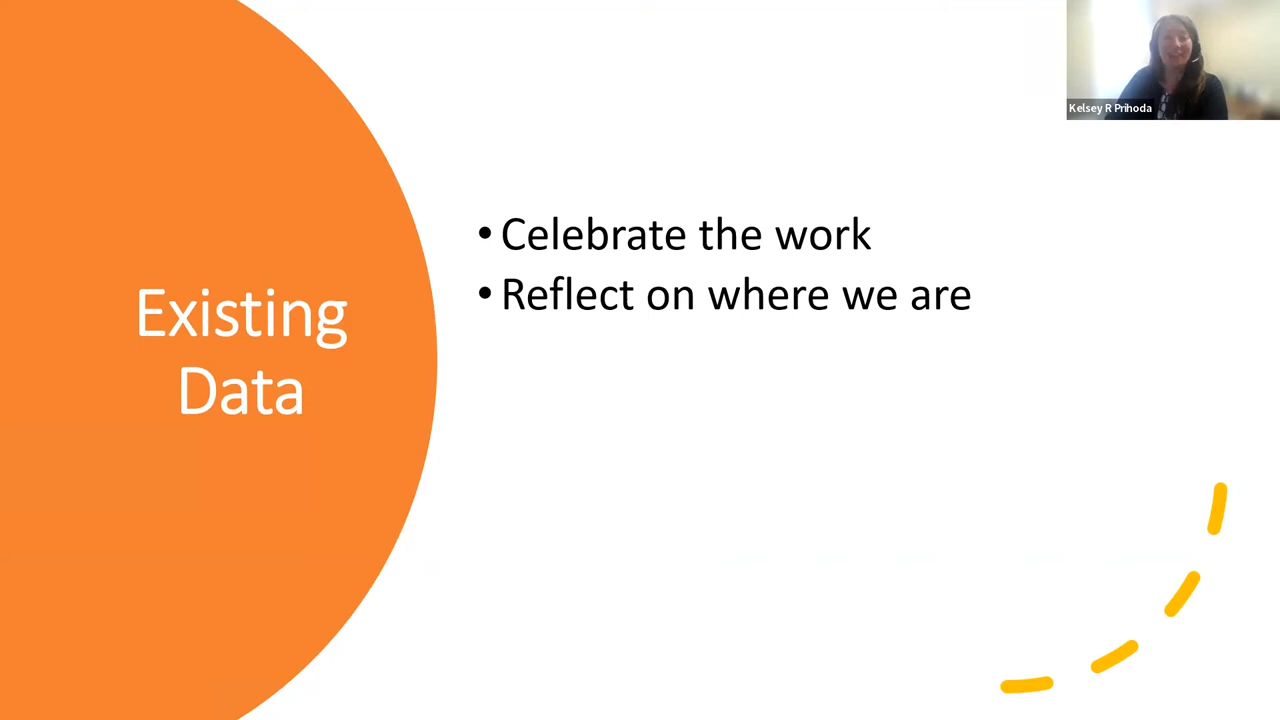 Kelsey R Prihoda
• Celebrate the work
• Reflect on where we are
Existing
Data